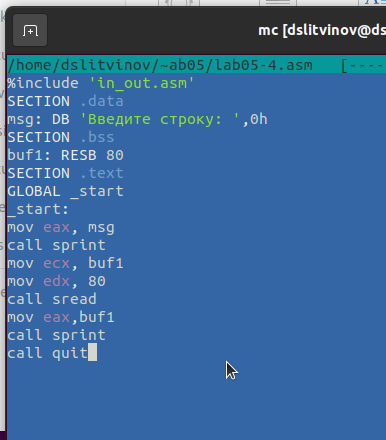 mc [dslitvinov@ds
/home/dslitvinov/~ab05/lab05-4.asm [----
%include 'in_out.asm'
SECTION .data
msg: DB 'Введите строку: ',0h
SECTION .bss
buf1: RESB 80
SECTION .text
GLOBAL _start
_start:
mov eax, msg
call sprint
mov ecx, buf1
mov edx, 80
call sread
mov eax,buf1
call sprint
call quit